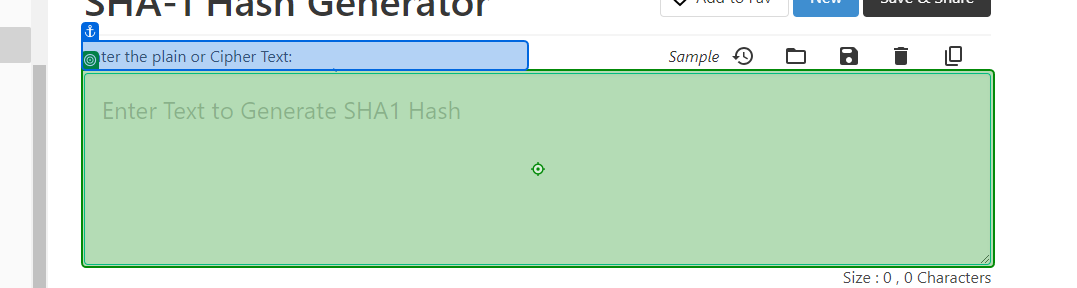 SHA-1 Hash Generator
Add to Fav New Save & Share
ter the plain or Cipher Text:
Sample
Enter Text to Generate SHA1 Hash
Size : 0 , 0 Characters